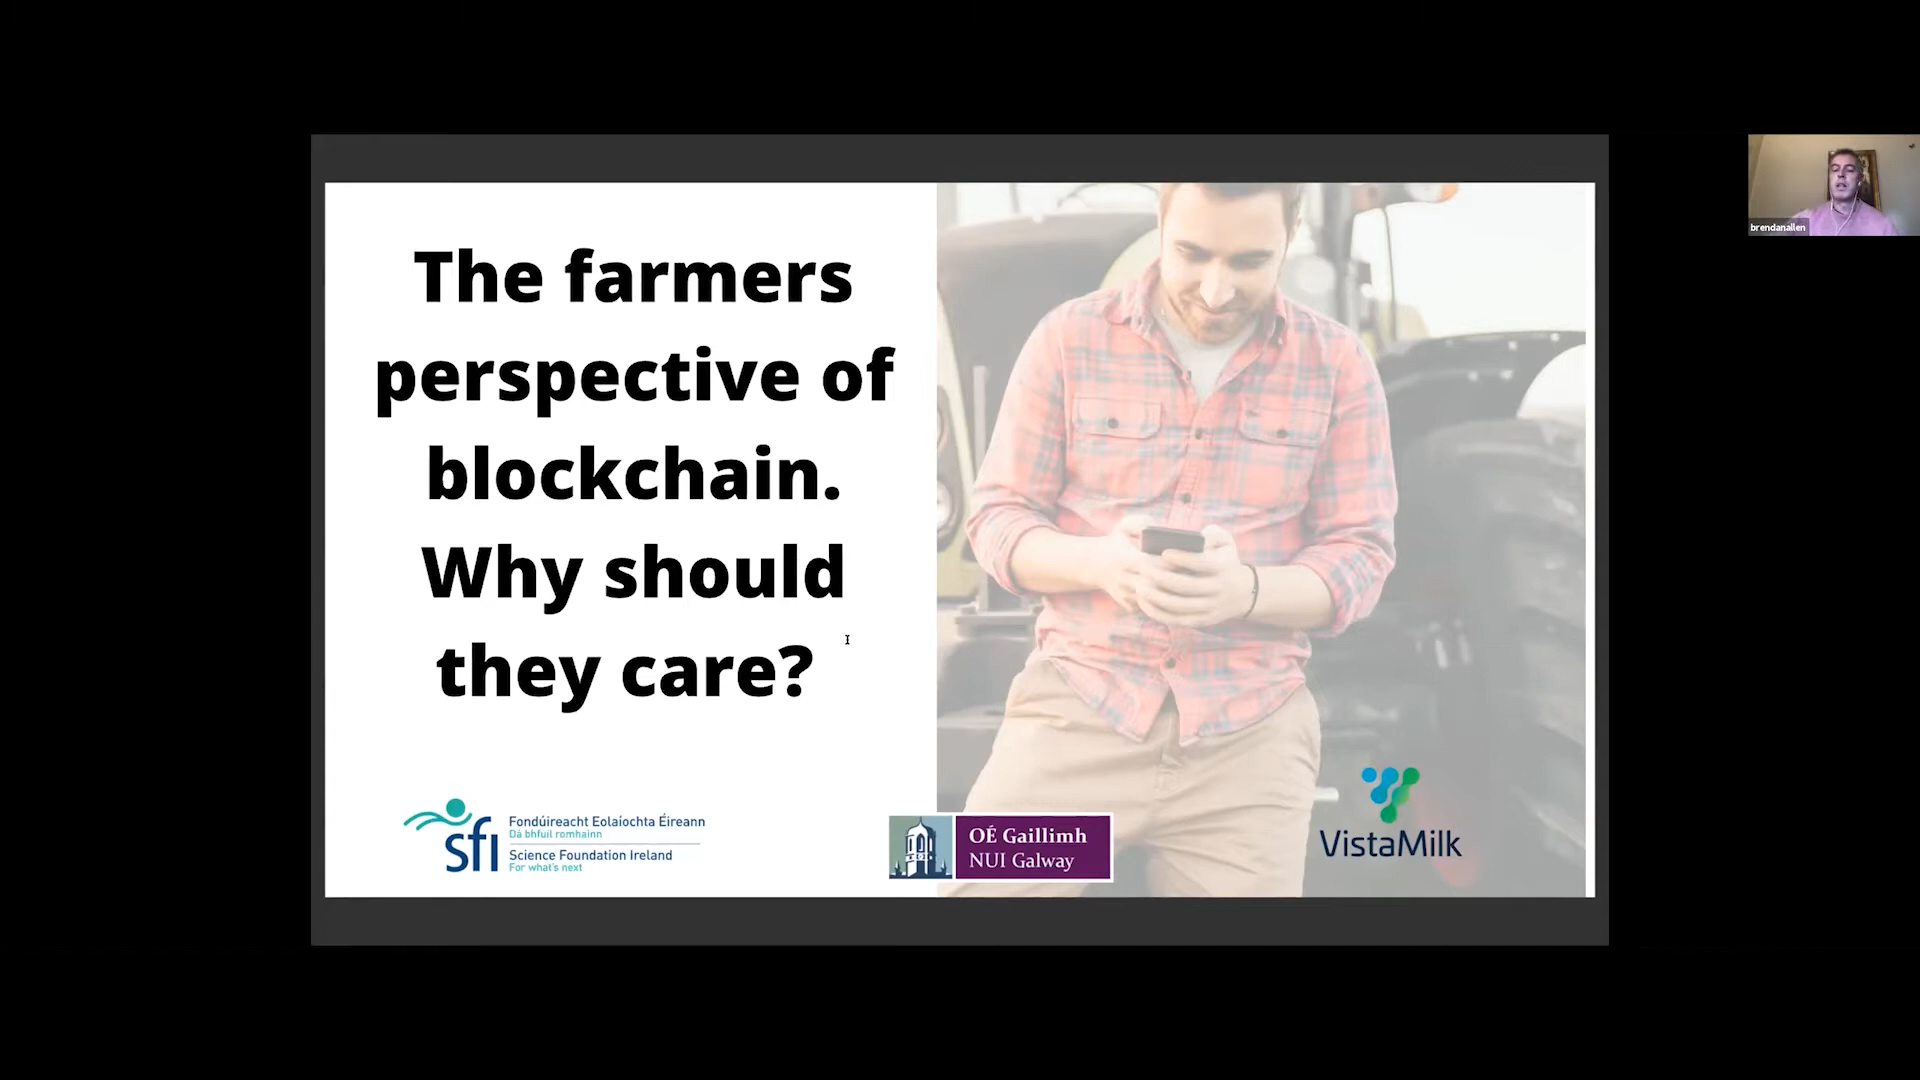 The farmers
perspective of
blockchain.
Why should
they care?
sfi
Fondúireacht Eolaíochta Éireann
Dá bhfuil romhainn
Science Foundation Ireland
For what's next
OÉ Gaillimh
NUI Galway
VistaMilk
brendanallen